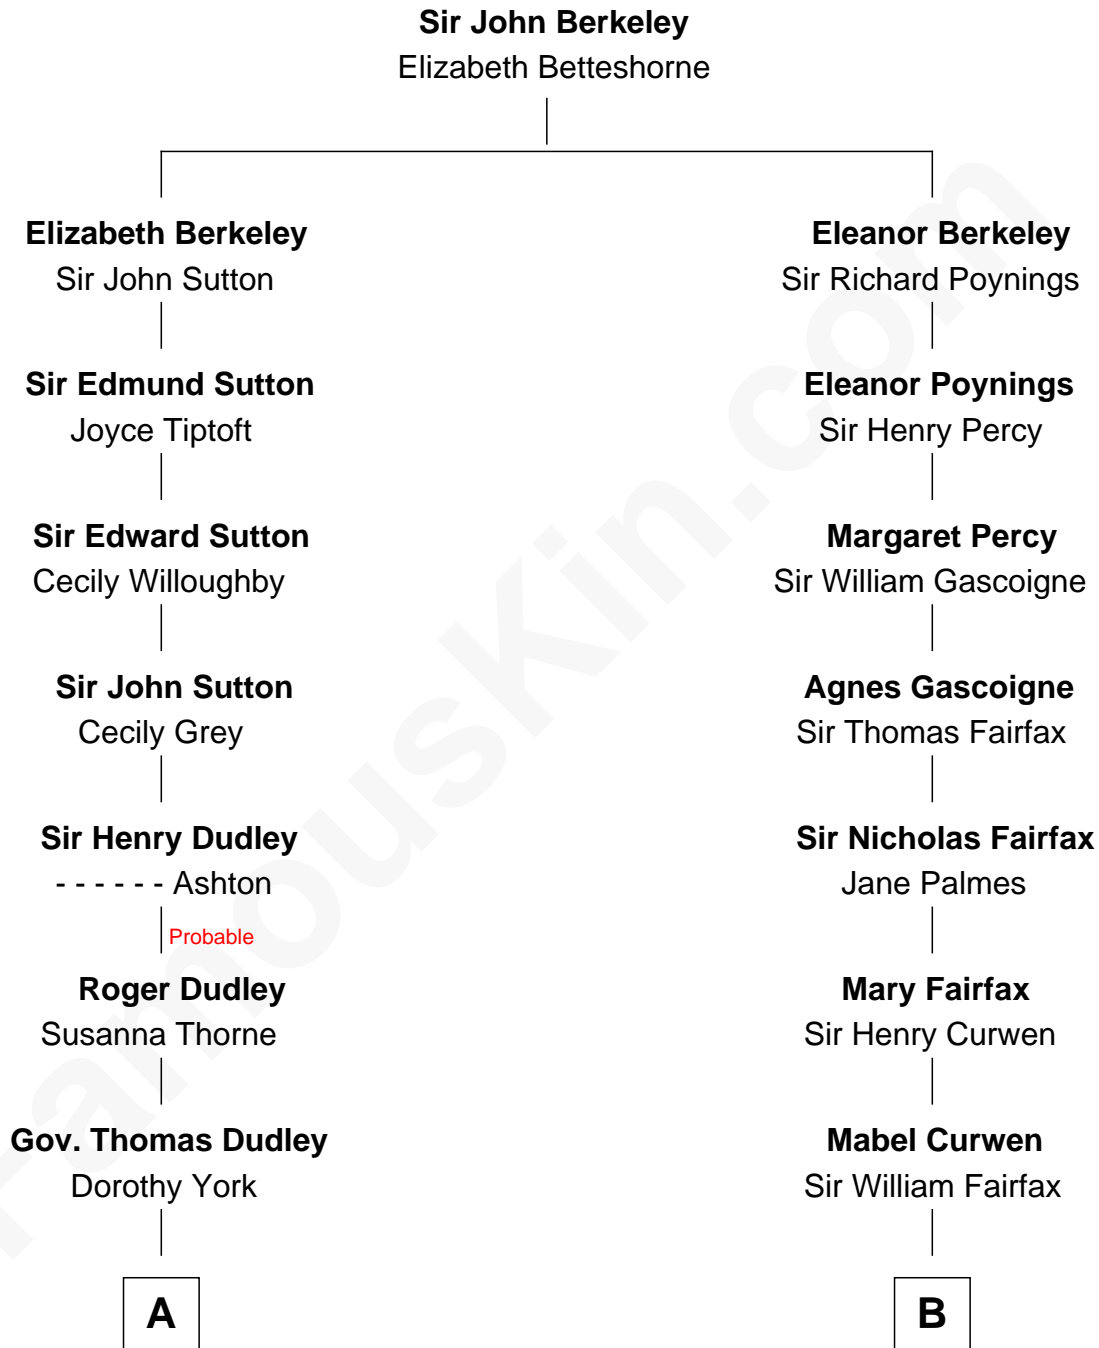 Sir John Berkeley
Elizabeth Betteshorne
Elizabeth Berkeley
Sir John Sutton
Eleanor Berkeley
Sir Richard Poynings
Sir Edmund Sutton
Joyce Tiptoft
Eleanor Poynings
Sir Henry Percy
Sir Edward Sutton
Cecily Willoughby
Margaret Percy
Sir William Gascoigne
Sir John Sutton
Cecily Grey
Agnes Gascoigne
Sir Thomas Fairfax
Sir Henry Dudley
- - - - - - Ashton
Sir Nicholas Fairfax
Jane Palmes
Probable
Roger Dudley
Susanna Thorne
Mary Fairfax
Sir Henry Curwen
Gov. Thomas Dudley
Dorothy York
Mabel Curwen
Sir William Fairfax
A
B
FamousKin.com